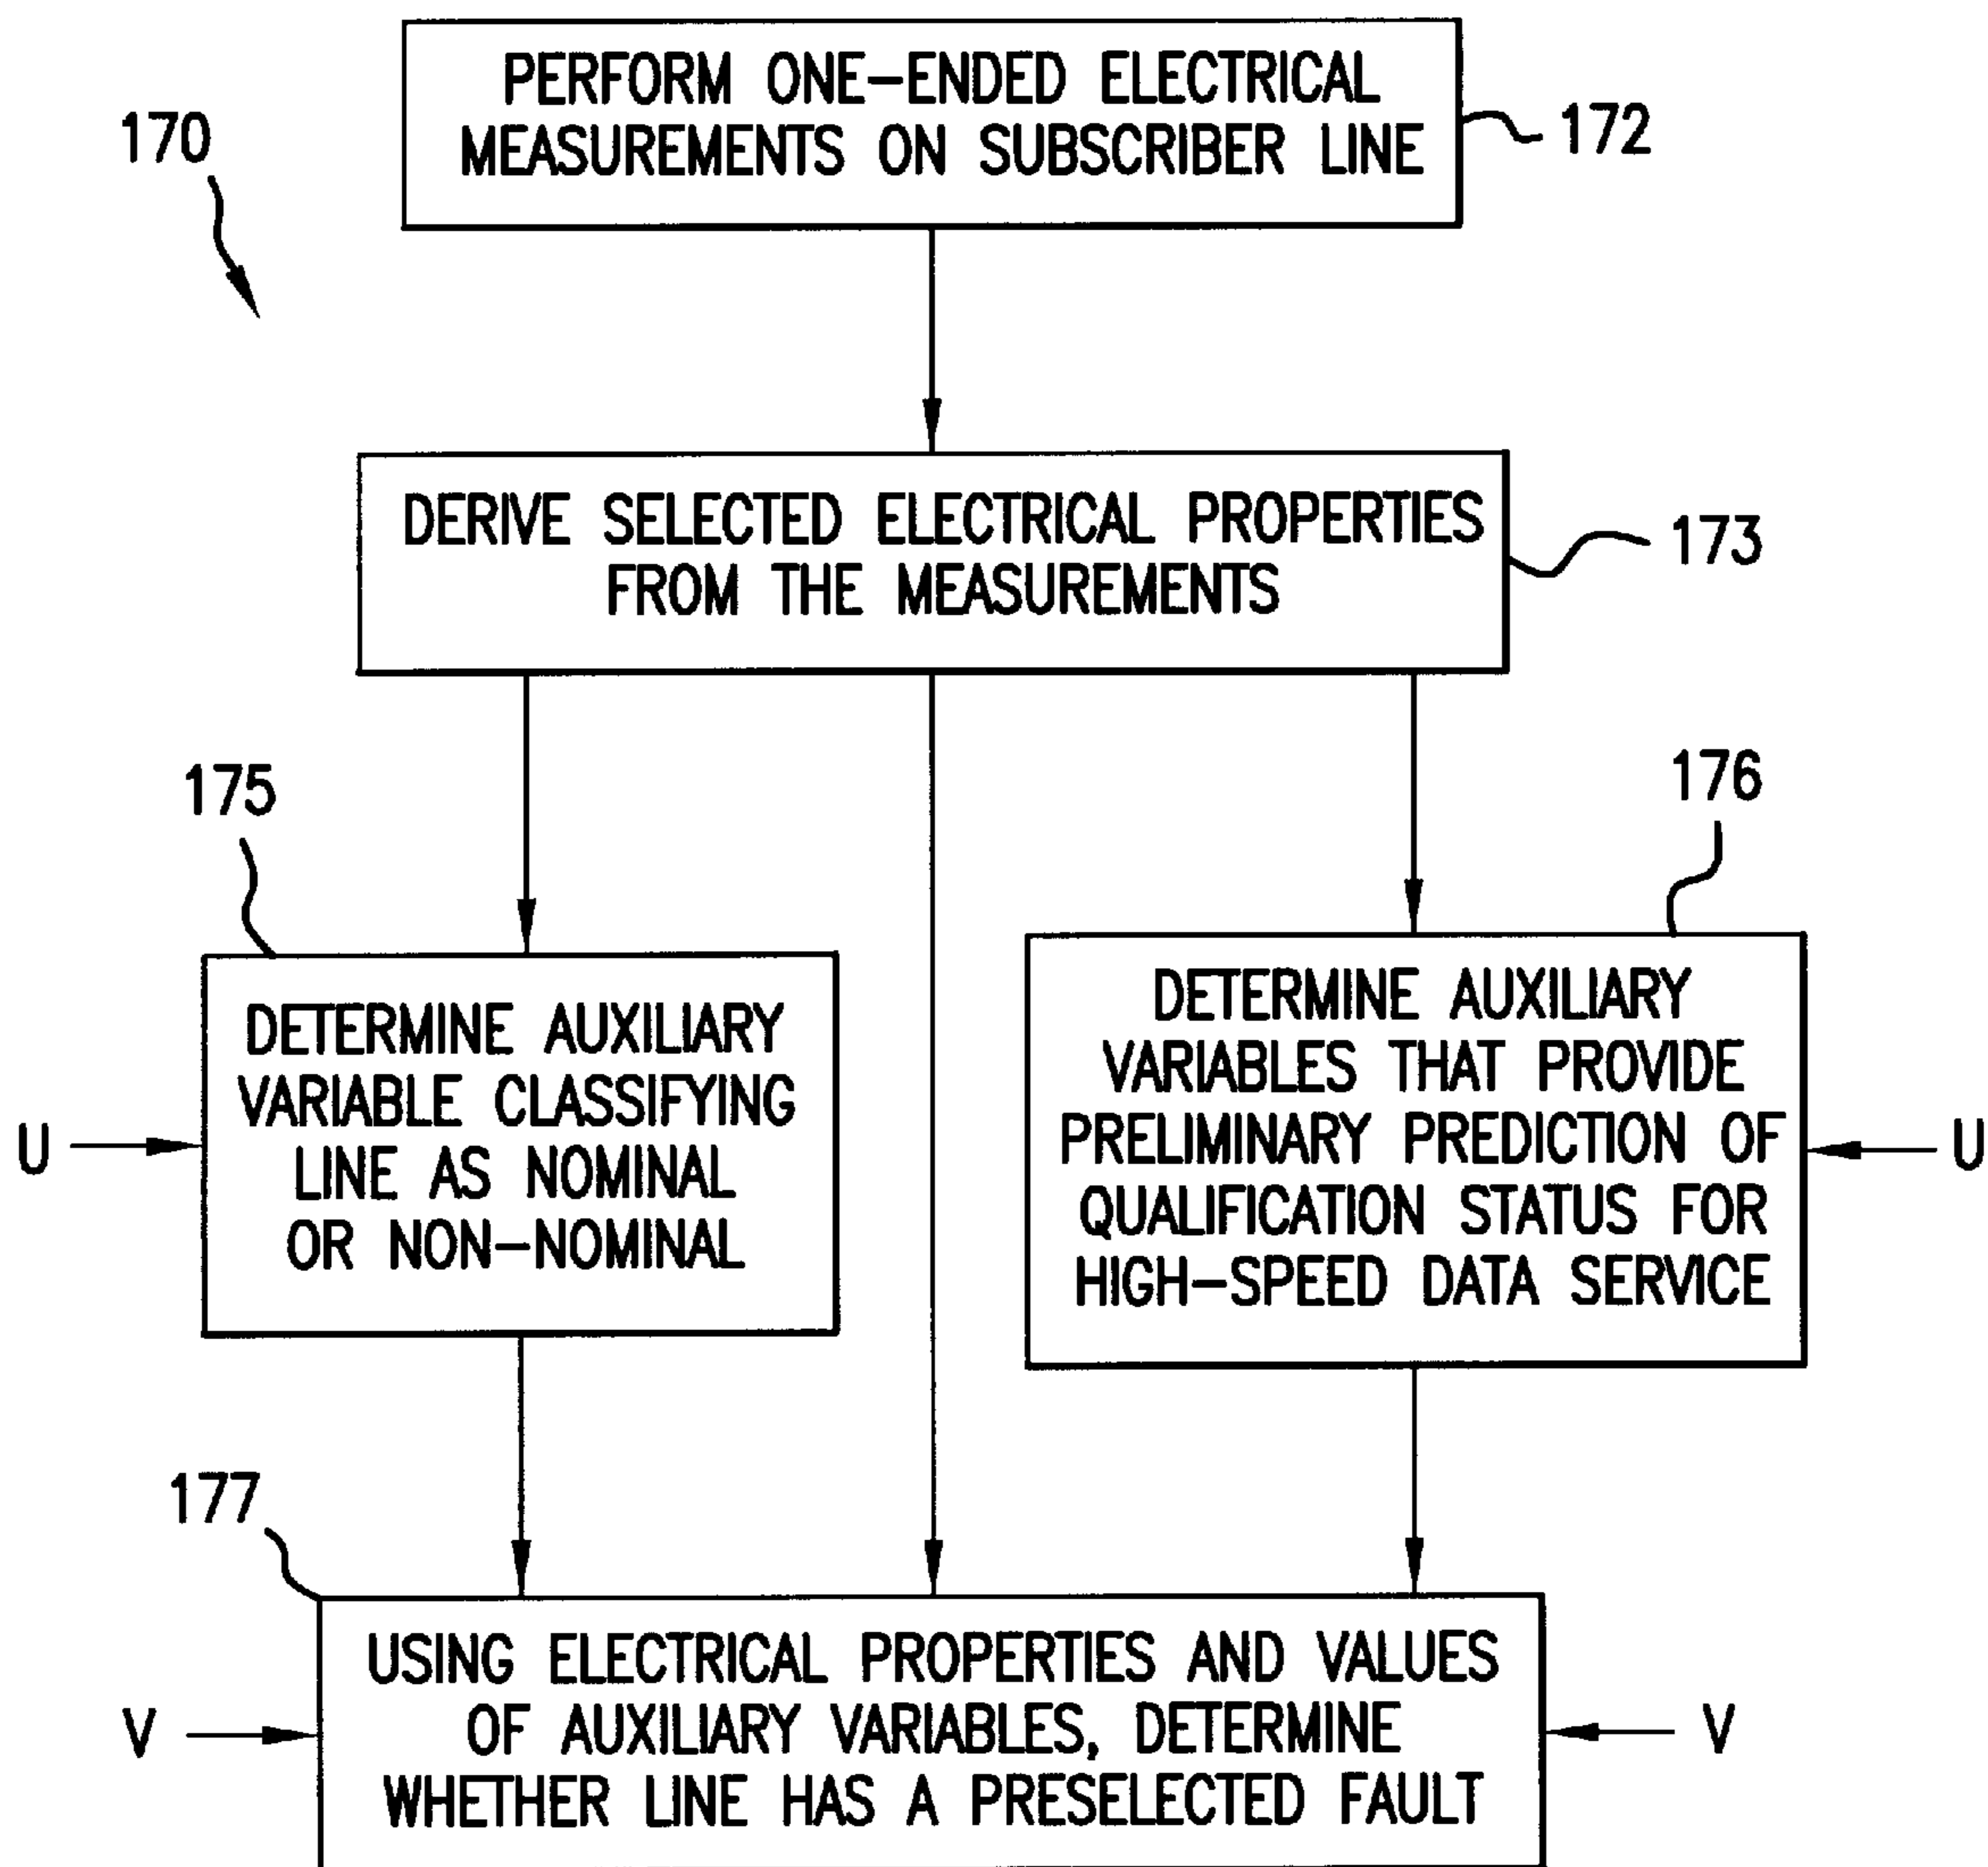 PERFORM ONE-ENDED ELECTRICAL
MEASUREMENTS ON SUBSCRIBER LINE
170
172
DERIVE SELECTED ELECTRICAL PROPERTIES
FROM THE MEASUREMENTS
173
175
176
DETERMINE AUXILIARY
VARIABLE CLASSIFYING
LINE AS NOMINAL
OR NON-NOMINAL
U
DETERMINE AUXILIARY
VARIABLES THAT PROVIDE
PRELIMINARY PREDICTION OF
QUALIFICATION STATUS FOR
HIGH-SPEED DATA SERVICE
U
177
USING ELECTRICAL PROPERTIES AND VALUES
OF AUXILIARY VARIABLES, DETERMINE
WHETHER LINE HAS A PRESELECTED FAULT
V
V